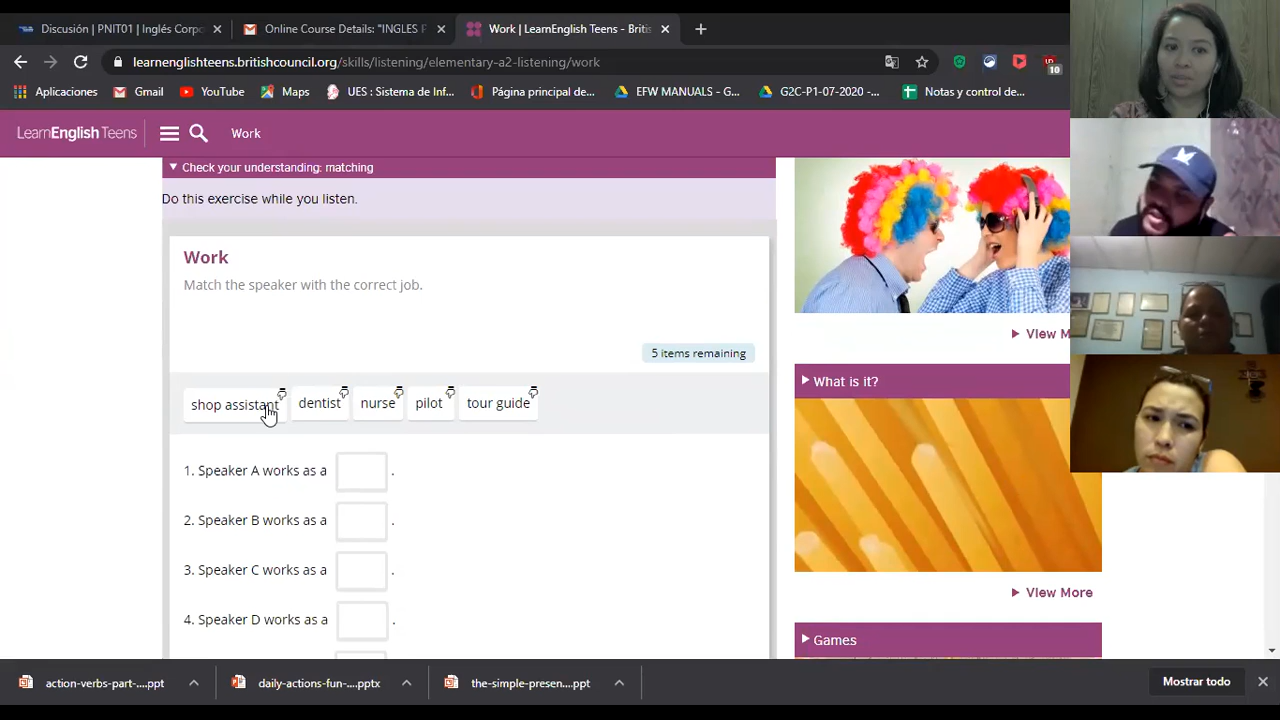 Discusión | PNIT01 | Inglés Corpo
Online Course Details: "INGLES F
Work | LearnEnglish Teens - Britis
learnenglishteens.britishcouncil.org/skills/listening/elementary-a2-listening/work
10
Aplicaciones
Gmail
YouTube
Maps
UES : Sistema de Inf...
Página principal de...
EFW MANUALS - G...
G2C-P1-07-2020 -...
Notas y control de...
LearnEnglish Teens
Work
Check your understanding: matching
Do this exercise while you listen.
Work
Match the speaker with the correct job.
5 items remaining
shop assistant
dentist
nurse
pilot
tour guide
1. Speaker A works as a .
2. Speaker B works as a .
3. Speaker C works as a .
4. Speaker D works as a .
View M
What is it?
View More
Games
action-verbs-part-....ppt
daily-actions-fun-....pptx
the-simple-presen....ppt
Mostrar todo